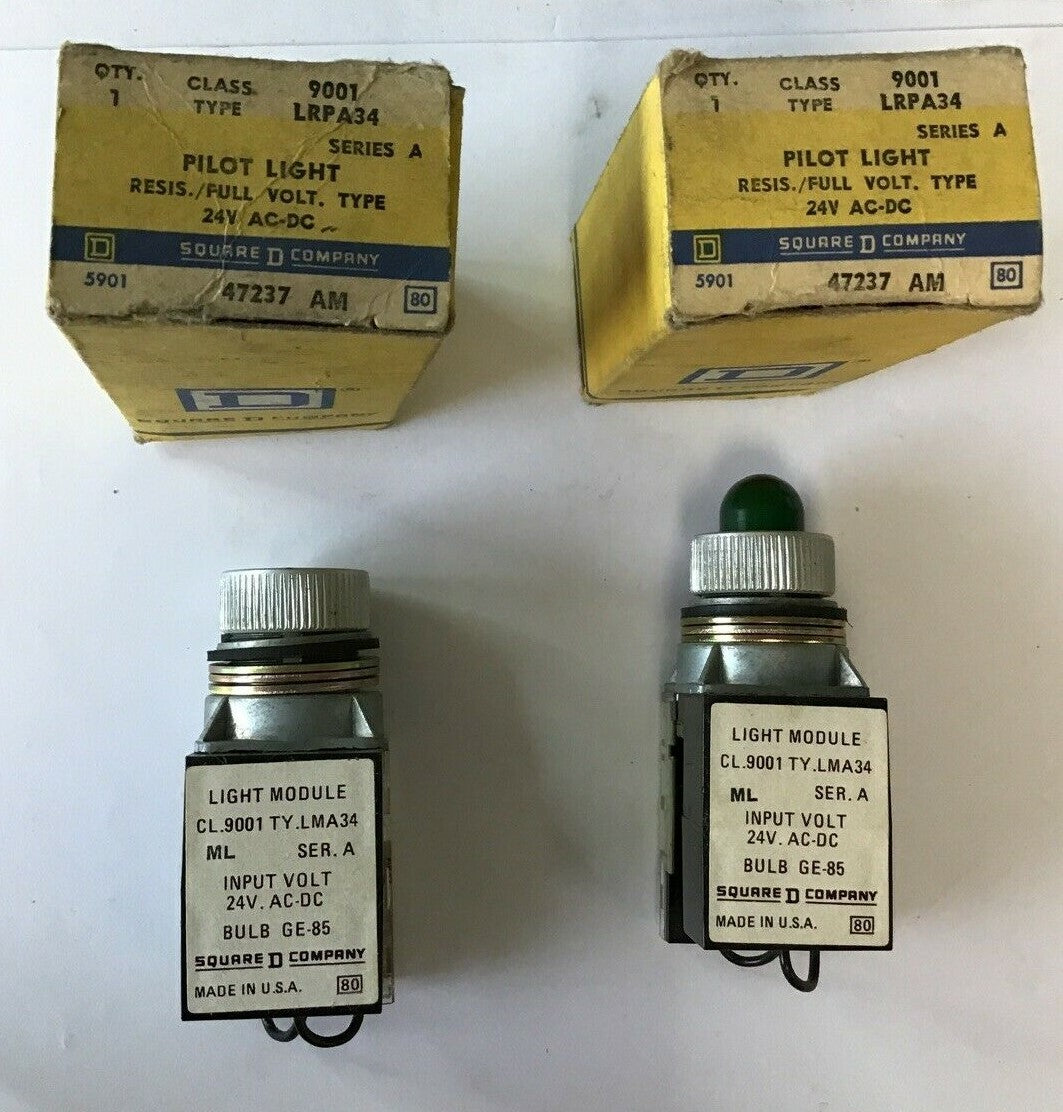 QTY. CLASS 9001
1 TYPE LRPA34
SERIES A
PILOT LIGHT
RESIS./FULL VOLT. TYPE
24V AC-DC
D SQUARE D COMPANY
5901 47237 AM 80
D ®
SQUARE D COMPANY
QTY. CLASS 9001
1 TYPE LRPA34
SERIES A
PILOT LIGHT
RESIS./FULL VOLT. TYPE
24V AC-DC
D SQUARE D COMPANY
5901 47237 AM 80
D
LIGHT MODULE
CL.9001 TY.LMA34
ML SER. A
INPUT VOLT
24V. AC-DC
BULB GE-85
SQUARE D COMPANY
MADE IN U.S.A. 80
LIGHT MODULE
CL.9001 TY.LMA34
ML SER. A
INPUT VOLT
24V. AC-DC
BULB GE-85
SQUARE D COMPANY
MADE IN U.S.A. 80